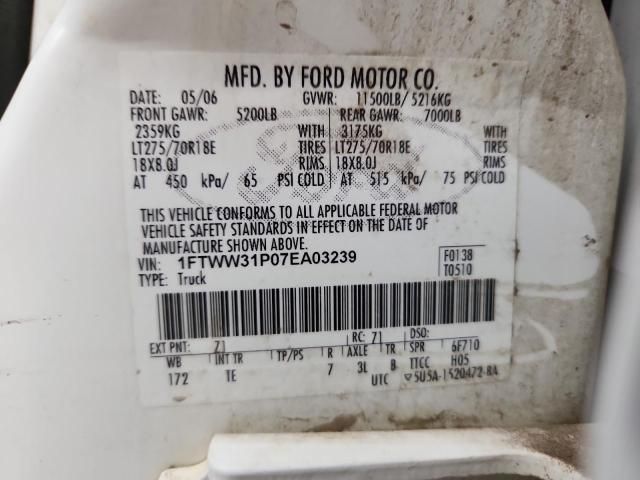 MFD. BY FORD MOTOR CO.
DATE: 05/06 GVWR: 11500LB/ 5216KG
FRONT GAWR: 5200LB REAR GAWR: 7000LB
2359KG WITH 3175KG WITH
LT275/70R18E TIRES LT275/70R18E TIRES
18X8.0J RIMS 18X8.0J RIMS
AT 450 kPa/ 65 PSI COLD AT 515 kPa/ 75 PSI COLD
THIS VEHICLE CONFORMS TO ALL APPLICABLE FEDERAL MOTOR
VEHICLE SAFETY STANDARDS IN EFFECT ON THE DATE OF
MANUFACTURE SHOWN ABOVE.
VIN: 1FTWW31P07EA03239 F0138
TYPE: Truck T0510
EXT PNT: Z1 RC: 71 DSO:
WB INT TR TP/PS R AXLE TR SPR 6F710
172 TE 7 3L B TTCC H05
UTC 5U5A-1520472-BA